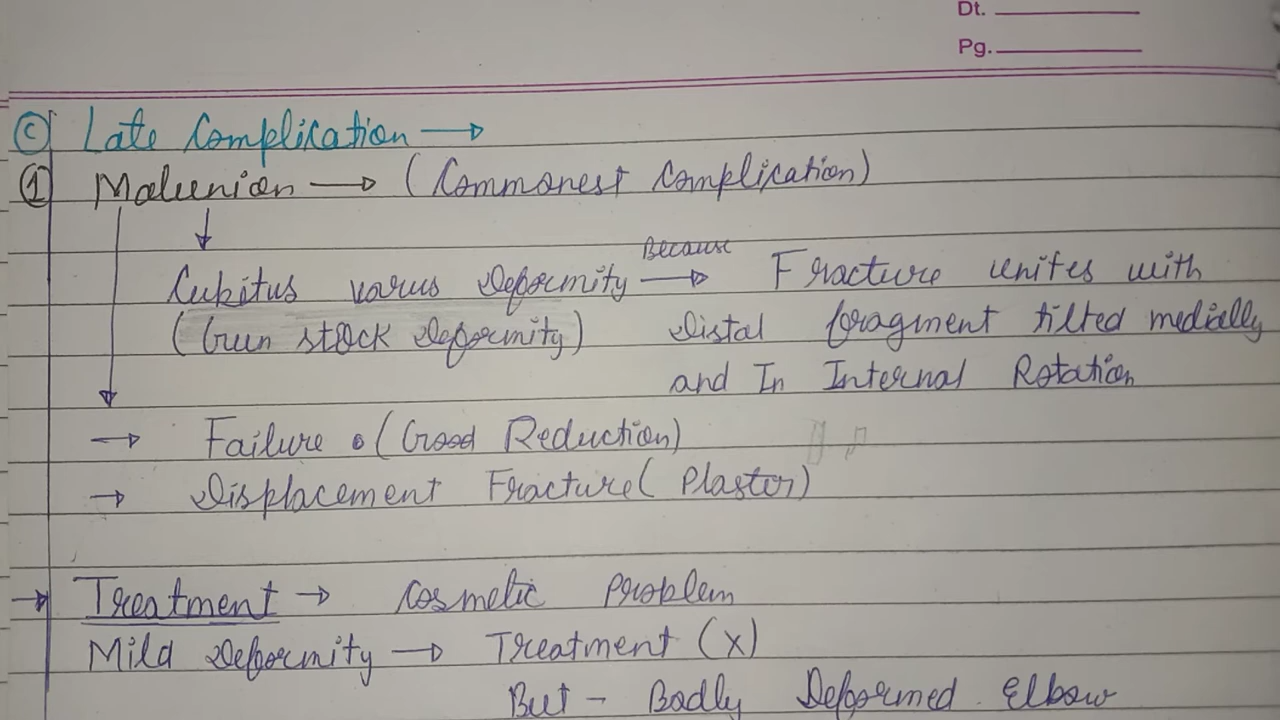 Dt.
Pg.
Ⓒ Late Complication →
① Malunion → (Commonest Complication)
Because
Cubitus varus Deformity → Fracture unites with
(Gun stock Deformity) distal fragment tilted medially
and In Internal Rotation
→ Failure • (Good Reduction)
→ Displacement Fracture (Plaster)
→ Treatment → Cosmetic Problem
Mild Deformity → Treatment (X)
But - Badly Deformed Elbow